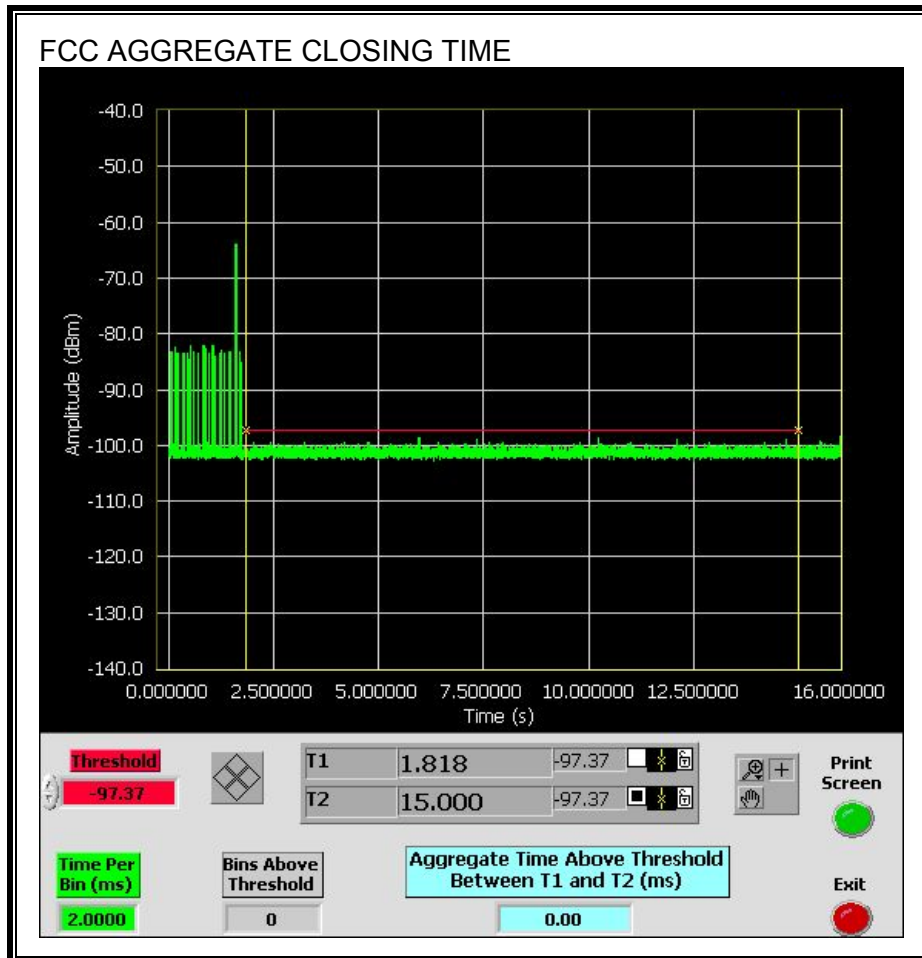 FCC AGGREGATE CLOSING TIME
-40.0
-50.0
-60.0
-70.0
-80.0
-90.0
-100.0
-110.0
-120.0
-130.0
-140.0
Amplitude (dBm)
0.000000 2.500000 5.000000 7.500000 10.000000 12.500000 16.000000
Time (s)
Threshold
-97.37
T1 1.818 -97.37
T2 15.000 -97.37
Print
Screen
Time Per
Bin (ms)
2.0000
Bins Above
Threshold
0
Aggregate Time Above Threshold
Between T1 and T2 (ms)
0.00
Exit